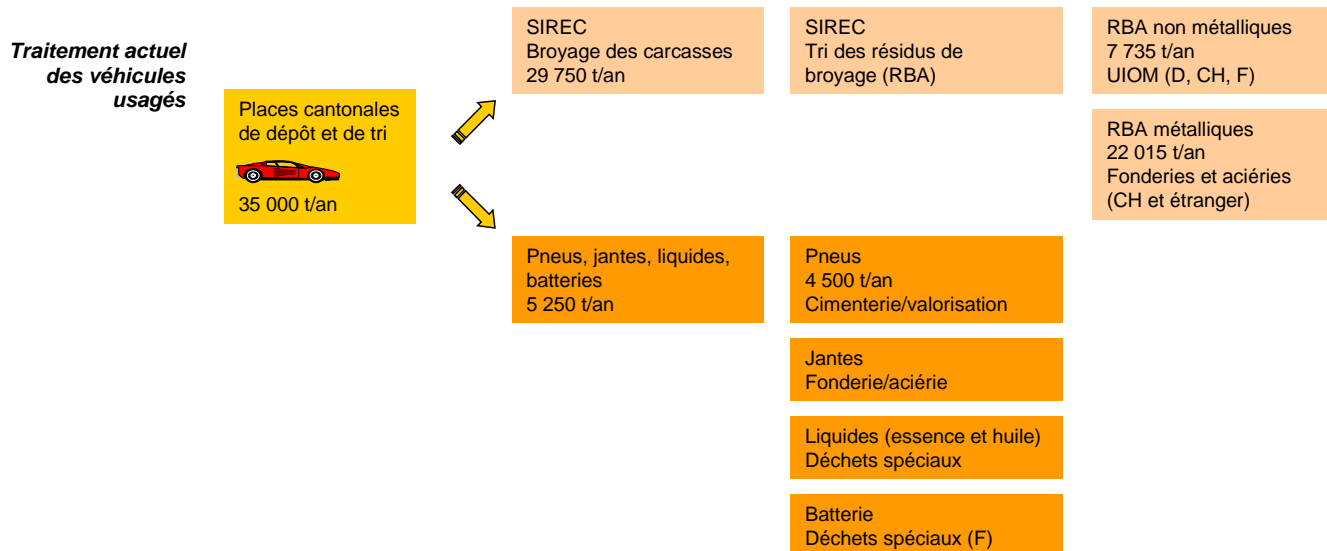 Traitement actuel
des véhicules
usagés
Places cantonales
de dépôt et de tri
35 000 t/an
SIREC
Broyage des carcasses
29 750 t/an
SIREC
Tri des résidus de
broyage (RBA)
RBA non métalliques
7 735 t/an
UIOM (D, CH, F)
RBA métalliques
22 015 t/an
Fonderies et aciéries
(CH et étranger)
Pneus, jantes, liquides,
batteries
5 250 t/an
Pneus
4 500 t/an
Cimenterie/valorisation
Jantes
Fonderie/aciérie
Liquides (essence et huile)
Déchets spéciaux
Batterie
Déchets spéciaux (F)